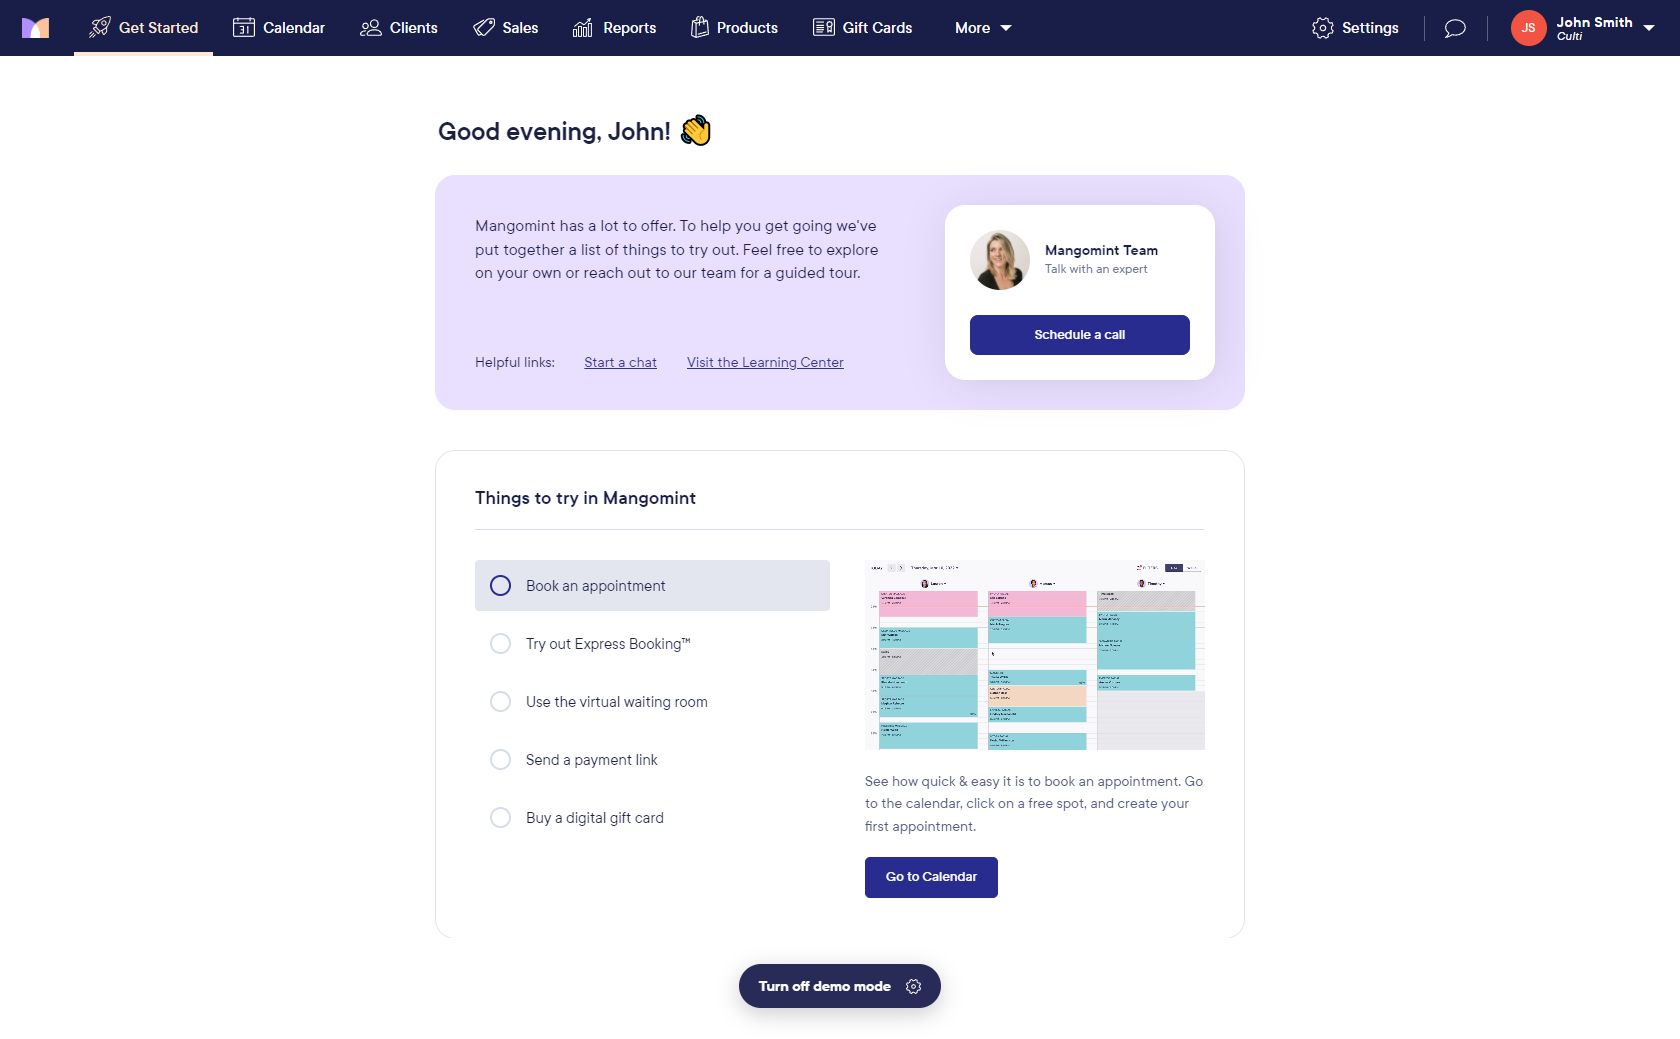 Get Started
31
Calendar
Clients
Sales
Reports
Products
Gift Cards
More
Settings
JS
John Smith
Culti
Good evening, John!
Mangomint has a lot to offer. To help you get going we've
put together a list of things to try out. Feel free to explore
on your own or reach out to our team for a guided tour.
Helpful links:
Start a chat
Visit the Learning Center
Mangomint Team
Talk with an expert
Schedule a call
Things to try in Mangomint
Book an appointment
Try out Express Booking™
Use the virtual waiting room
Send a payment link
Buy a digital gift card
See how quick & easy it is to book an appointment. Go
to the calendar, click on a free spot, and create your
first appointment.
Go to Calendar
Turn off demo mode